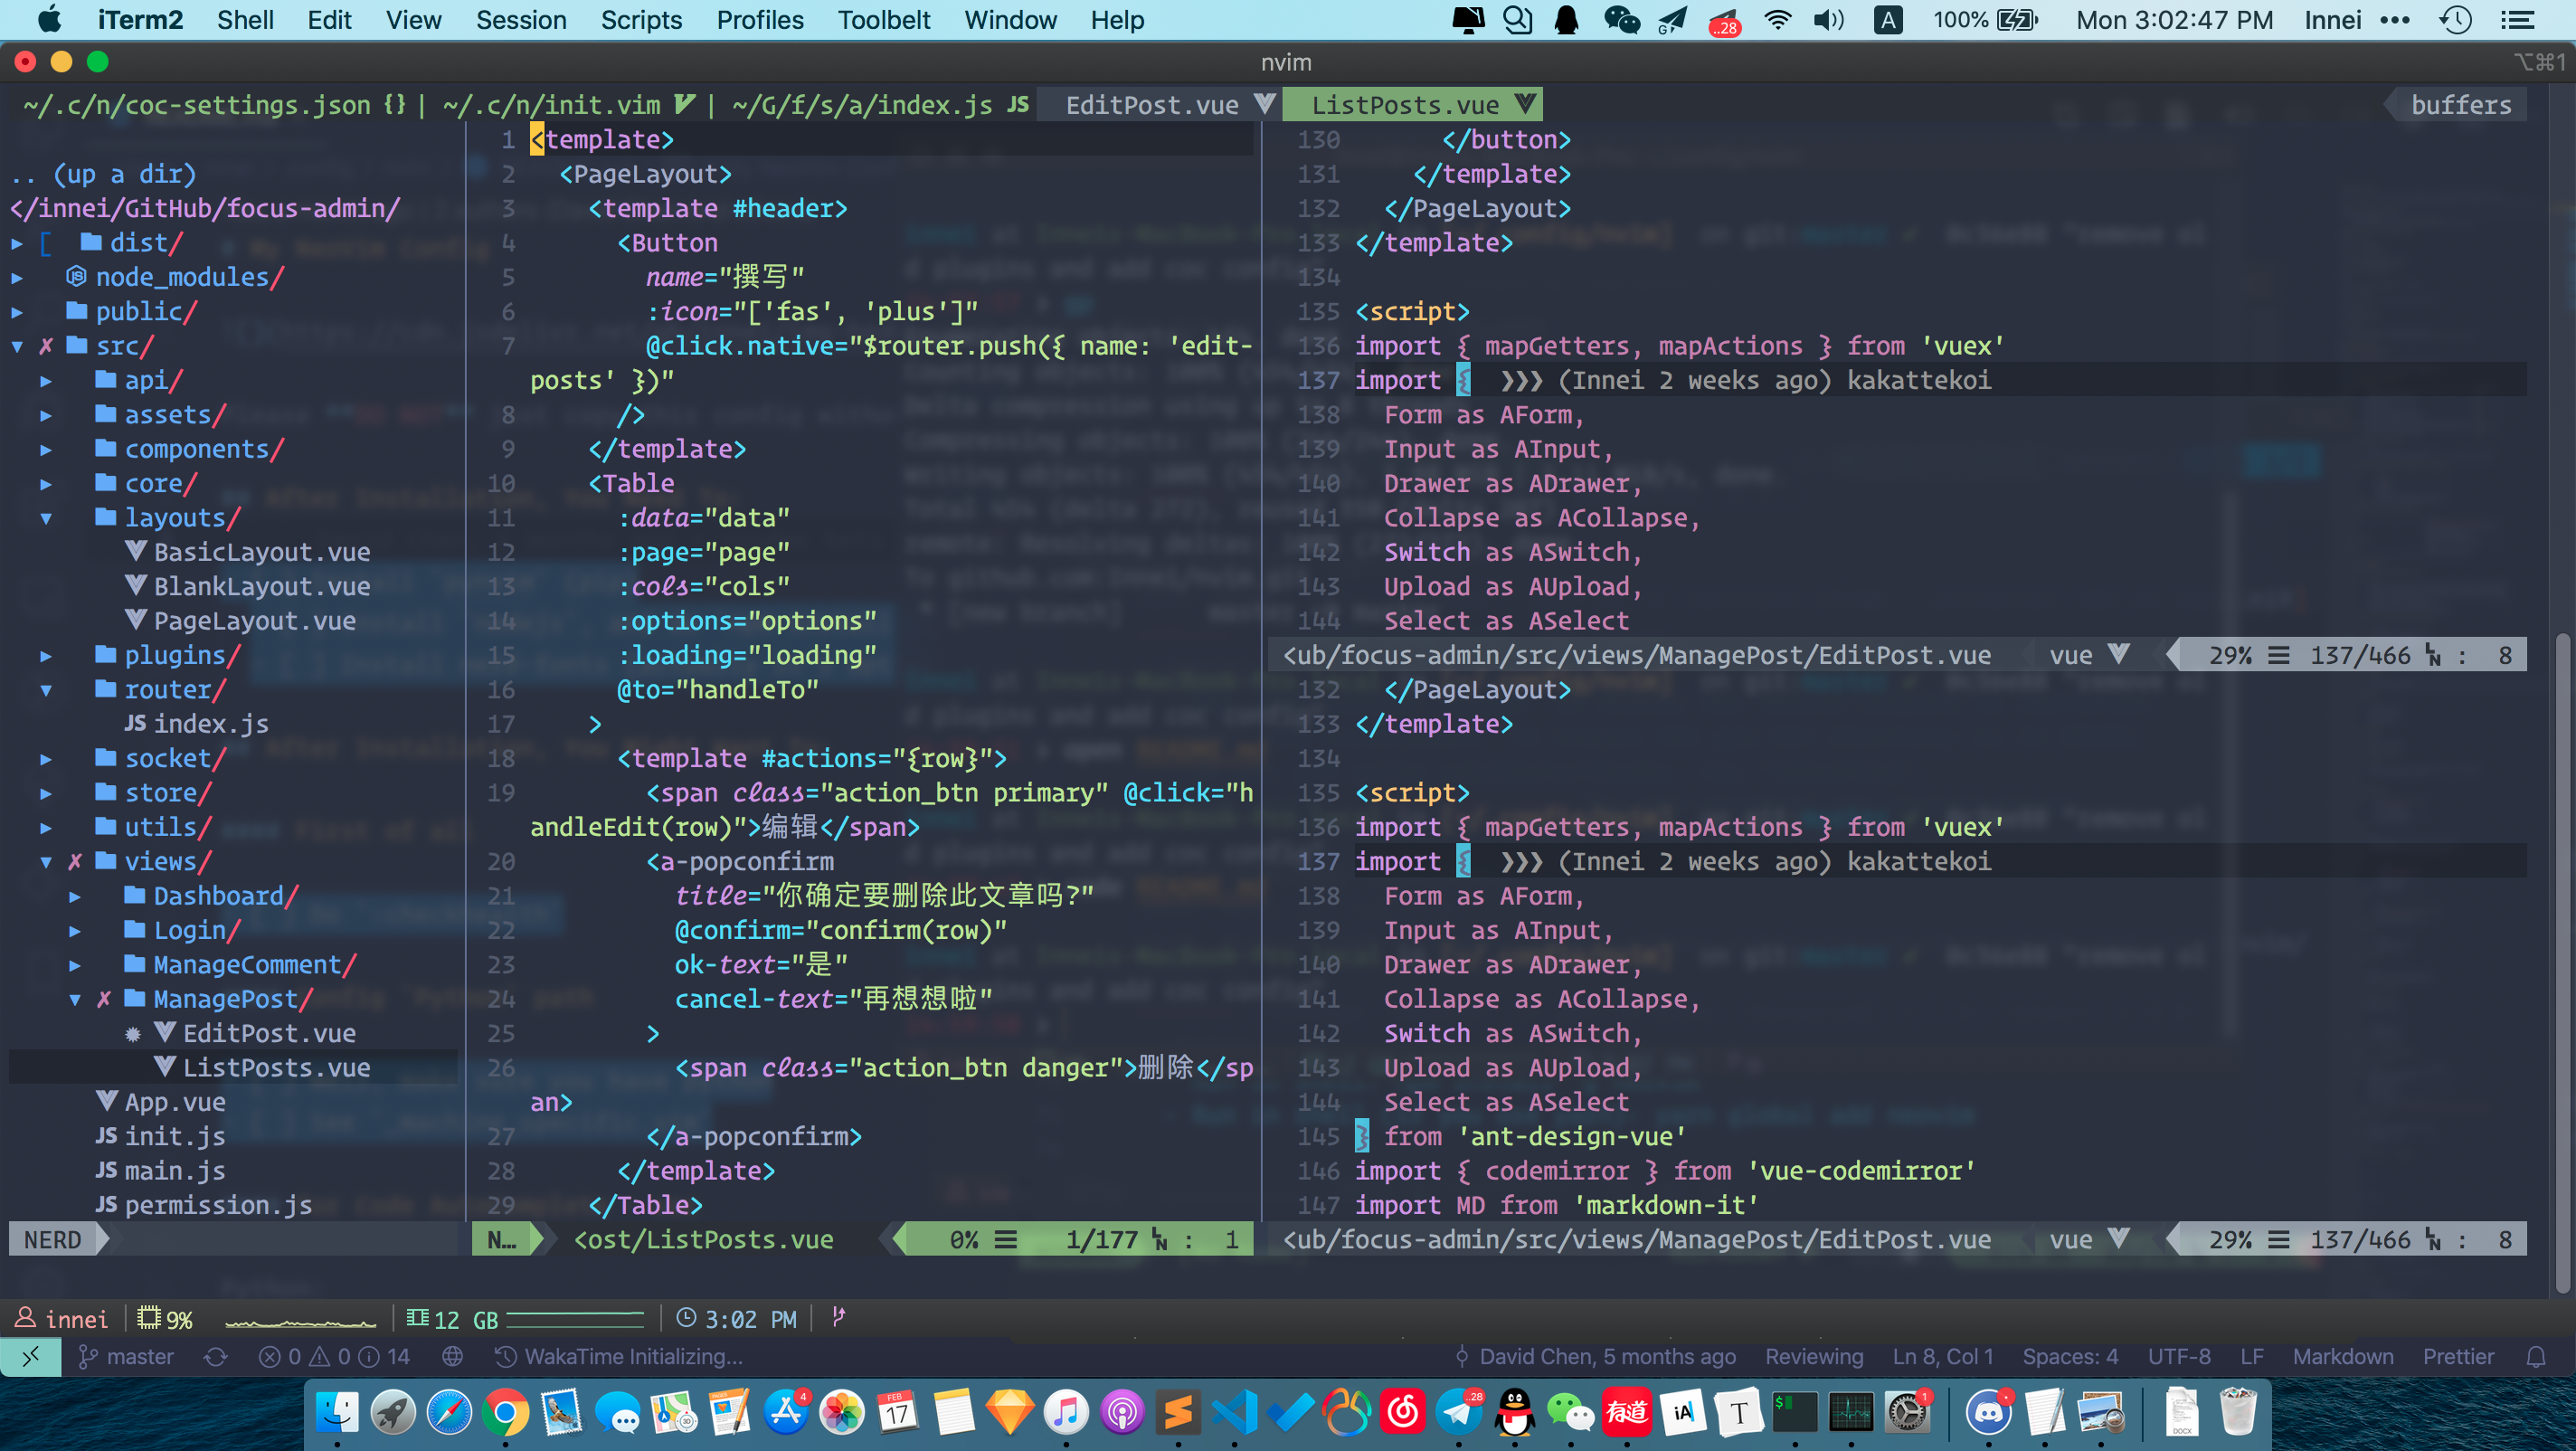 iTerm2 Shell Edit View Session Scripts Profiles Toolbelt Window Help ..28 A 100% Mon 3:02:47 PM Innei
nvim ⌥⌘1
~/.c/n/coc-settings.json {} | ~/.c/n/init.vim | ~/G/f/s/a/index.js JS EditPost.vue ListPosts.vue buffers
.. (up a dir)
</innei/GitHub/focus-admin/
▸ [ dist/
▸ node_modules/
▸ public/
▾ ✗ src/
▸ api/
▸ assets/
▸ components/
▸ core/
▾ layouts/
BasicLayout.vue
BlankLayout.vue
PageLayout.vue
▸ plugins/
▾ router/
JS index.js
▸ socket/
▸ store/
▸ utils/
▾ ✗ views/
▸ Dashboard/
▸ Login/
▸ ManageComment/
▾ ✗ ManagePost/
✹ EditPost.vue
ListPosts.vue
App.vue
JS init.js
JS main.js
JS permission.js
NERD
1 <template>
2 <PageLayout>
3 <template #header>
4 <Button
5 name="撰写"
6 :icon="['fas', 'plus']"
7 @click.native="$router.push({ name: 'edit-
posts' })"
8 />
9 </template>
10 <Table
11 :data="data"
12 :page="page"
13 :cols="cols"
14 :options="options"
15 :loading="loading"
16 @to="handleTo"
17 >
18 <template #actions="{row}">
19 <span class="action_btn primary" @click="h
andleEdit(row)">编辑</span>
20 <a-popconfirm
21 title="你确定要删除此文章吗?"
22 @confirm="confirm(row)"
23 ok-text="是"
24 cancel-text="再想想啦"
25 >
26 <span class="action_btn danger">删除</sp
an>
27 </a-popconfirm>
28 </template>
29 </Table>
N… <ost/ListPosts.vue 0% ☰ 1/177 : 1
130 </button>
131 </template>
132 </PageLayout>
133 </template>
134
135 <script>
136 import { mapGetters, mapActions } from 'vuex'
137 import { ❯❯❯ (Innei 2 weeks ago) kakattekoi
138 Form as AForm,
139 Input as AInput,
140 Drawer as ADrawer,
141 Collapse as ACollapse,
142 Switch as ASwitch,
143 Upload as AUpload,
144 Select as ASelect
<ub/focus-admin/src/views/ManagePost/EditPost.vue vue 29% ☰ 137/466 : 8
132 </PageLayout>
133 </template>
134
135 <script>
136 import { mapGetters, mapActions } from 'vuex'
137 import { ❯❯❯ (Innei 2 weeks ago) kakattekoi
138 Form as AForm,
139 Input as AInput,
140 Drawer as ADrawer,
141 Collapse as ACollapse,
142 Switch as ASwitch,
143 Upload as AUpload,
144 Select as ASelect
145 } from 'ant-design-vue'
146 import { codemirror } from 'vue-codemirror'
147 import MD from 'markdown-it'
<ub/focus-admin/src/views/ManagePost/EditPost.vue vue 29% ☰ 137/466 : 8
innei 9% 12 GB 3:02 PM
master 0 0 14 WakaTime Initializing... David Chen, 5 months ago Reviewing Ln 8, Col 1 Spaces: 4 UTF-8 LF Markdown Prettier
4 FEB 17 ..28 有道 iA T $ 1 DOCX